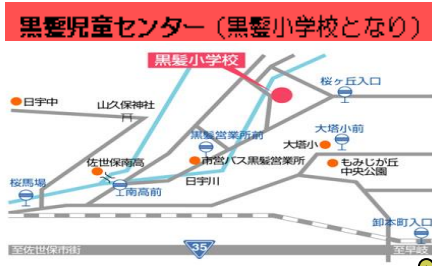 黒髪児童センター（黒髪小学校となり）
黒髪小学校
桜ヶ丘入口
日宇中
山久保神社
黒髪営業所前
大塔小前
大塔小
佐世保南高
市営バス黒髪営業所
もみじが丘
中央公園
桜馬場
南高前
日宇川
卸本町入口
至佐世保市街
35
至早岐